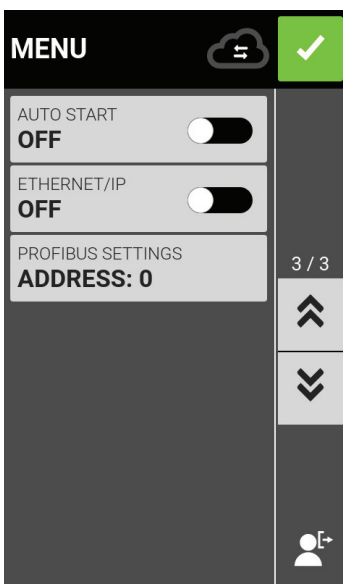 MENU
AUTO START
OFF
ETHERNET/IP
OFF
PROFIBUS SETTINGS
ADDRESS: 0
3 / 3